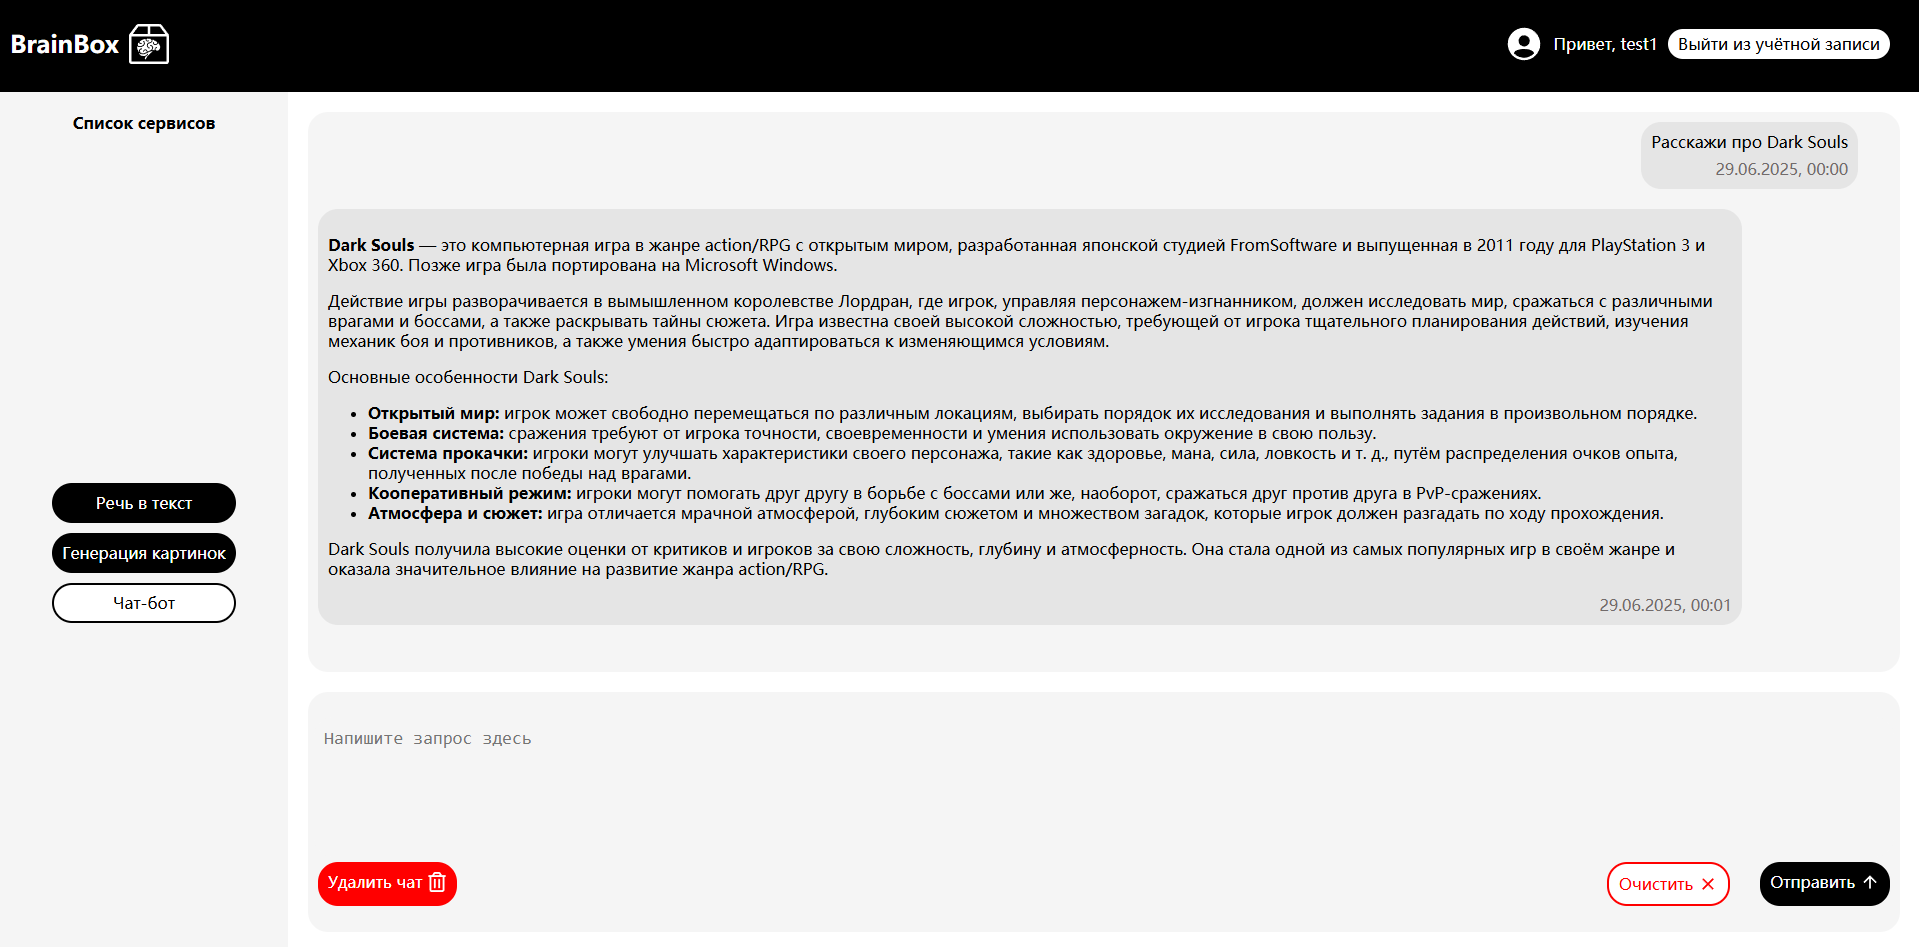 BrainBox
Привет, test1
Выйти из учётной записи
Список сервисов
Речь в текст
Генерация картинок
Чат-бот
Расскажи про Dark Souls
29.06.2025, 00:00
Dark Souls — это компьютерная игра в жанре action/RPG с открытым миром, разработанная японской студией FromSoftware и выпущенная в 2011 году для PlayStation 3 и
Xbox 360. Позже игра была портирована на Microsoft Windows.
Действие игры разворачивается в вымышленном королевстве Лордран, где игрок, управляя персонажем-изгнанником, должен исследовать мир, сражаться с различными
врагами и боссами, а также раскрывать тайны сюжета. Игра известна своей высокой сложностью, требующей от игрока тщательного планирования действий, изучения
механик боя и противников, а также умения быстро адаптироваться к изменяющимся условиям.
Основные особенности Dark Souls:
• Открытый мир: игрок может свободно перемещаться по различным локациям, выбирать порядок их исследования и выполнять задания в произвольном порядке.
• Боевая система: сражения требуют от игрока точности, своевременности и умения использовать окружение в свою пользу.
• Система прокачки: игроки могут улучшать характеристики своего персонажа, такие как здоровье, мана, сила, ловкость и т. д., путём распределения очков опыта,
полученных после победы над врагами.
• Кооперативный режим: игроки могут помогать друг другу в борьбе с боссами или же, наоборот, сражаться друг против друга в PvP-сражениях.
• Атмосфера и сюжет: игра отличается мрачной атмосферой, глубоким сюжетом и множеством загадок, которые игрок должен разгадать по ходу прохождения.
Dark Souls получила высокие оценки от критиков и игроков за свою сложность, глубину и атмосферность. Она стала одной из самых популярных игр в своём жанре и
оказала значительное влияние на развитие жанра action/RPG.
29.06.2025, 00:01
Напишите запрос здесь
Удалить чат
Очистить
Отправить